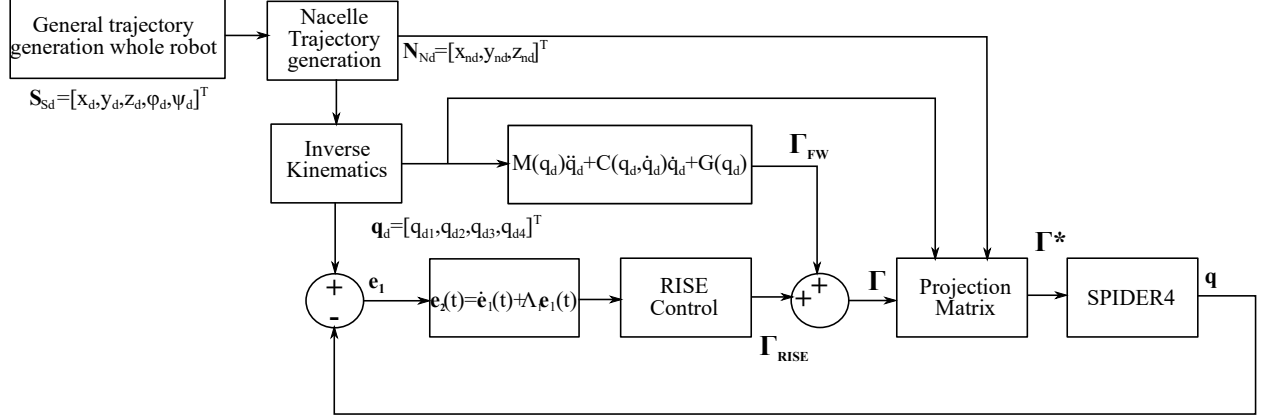 General trajectory
generation whole robot
Nacelle
Trajectory
generation
N_Nd=[x_nd,y_nd,z_nd]^T
S_Sd=[x_d,y_d,z_d,φ_d,ψ_d]^T
Inverse
Kinematics
M(q_d)q̈_d+C(q_d,q̇_d)q̇_d+G(q_d)
Γ_FW
q_d=[q_d1,q_d2,q_d3,q_d4]^T
+
-
e_1
e_2(t)=ė_1(t)+Λ_1e_1(t)
RISE
Control
Γ_RISE
+
+
Γ
Projection
Matrix
Γ*
SPIDER4
q